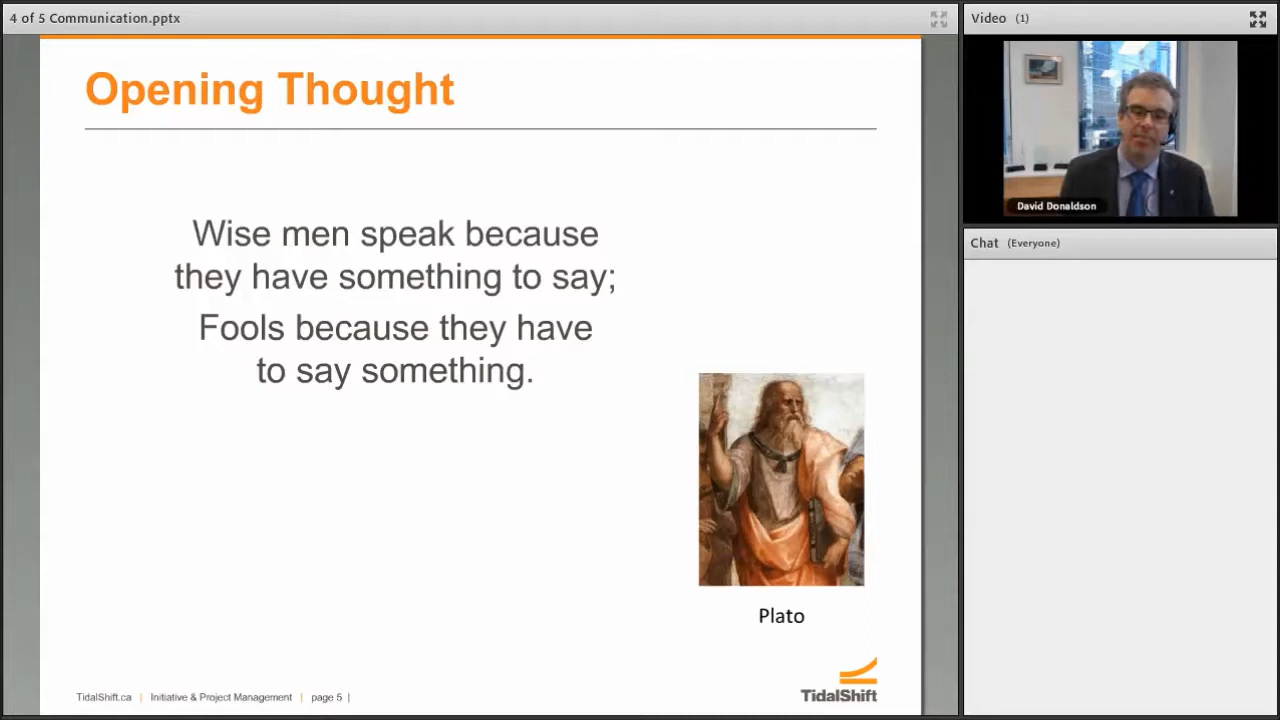 4 of 5 Communication.pptx
Opening Thought
Wise men speak because
they have something to say;
Fools because they have
to say something.
Plato
TidalShift.ca | Initiative & Project Management | page 5 |
TidalShift
Video (1)
David Donaldson
Chat (Everyone)